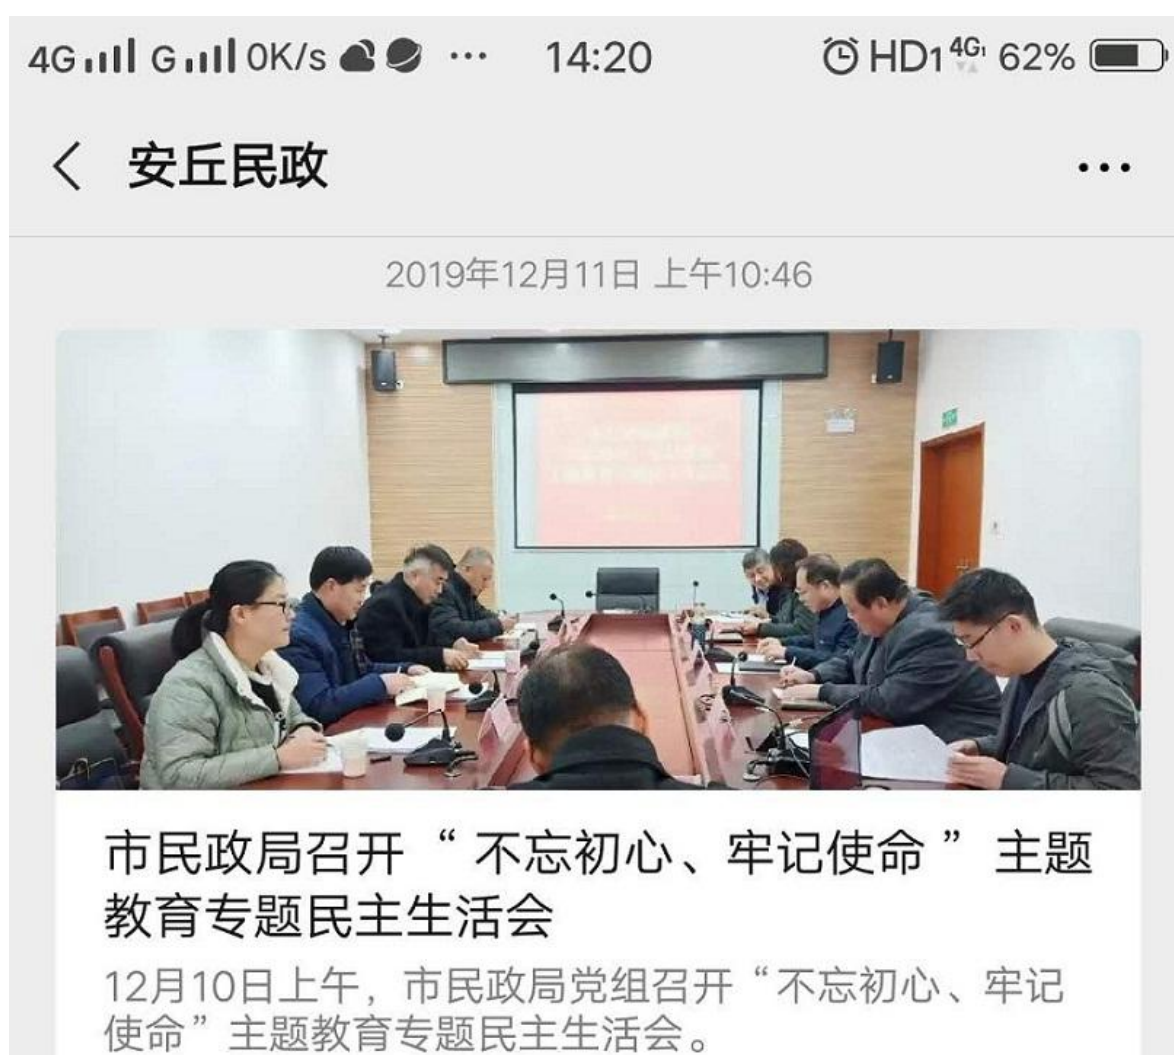 4G G 0K/s ··· 14:20 HD1 4G 62%
安丘民政
2019年12月11日 上午10:46
市民政局召开“不忘初心、牢记使命”主题
教育专题民主生活会
12月10日上午，市民政局党组召开“不忘初心、牢记
使命”主题教育专题民主生活会。